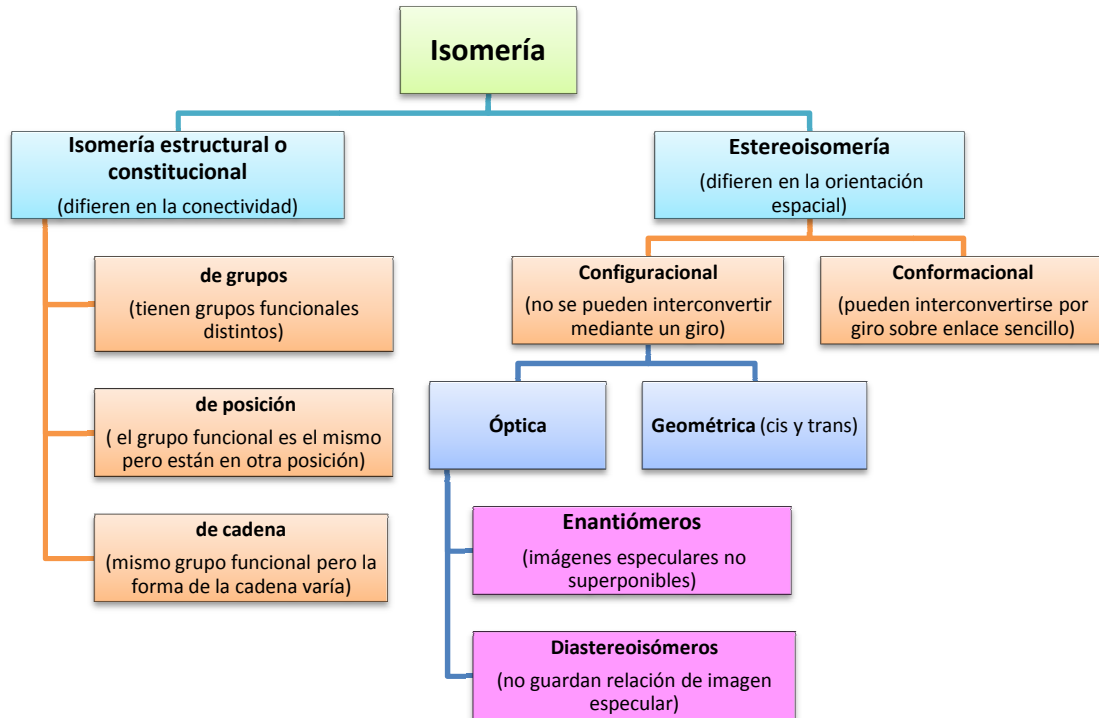 Isomería
Isomería estructural o
constitucional
(difieren en la conectividad)
de grupos
(tienen grupos funcionales
distintos)
de posición
( el grupo funcional es el mismo
pero están en otra posición)
de cadena
(mismo grupo funcional pero la
forma de la cadena varía)
Estereoisomería
(difieren en la orientación
espacial)
Configuracional
(no se pueden interconvertir
mediante un giro)
Conformacional
(pueden interconvertirse por
giro sobre enlace sencillo)
Óptica
Geométrica (cis y trans)
Enantiómeros
(imágenes especulares no
superponibles)
Diastereoisómeros
(no guardan relación de imagen
especular)